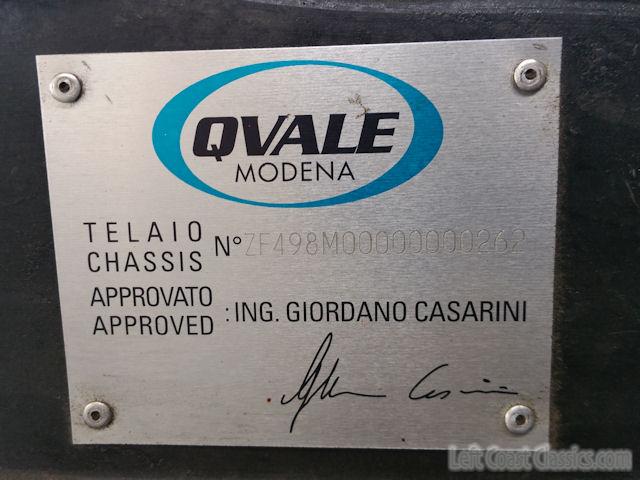 QVALE
MODENA
TELAIO
CHASSIS N° ZF498M00000000262
APPROVATO
APPROVED : ING. GIORDANO CASARINI
Left Coast Classics.com